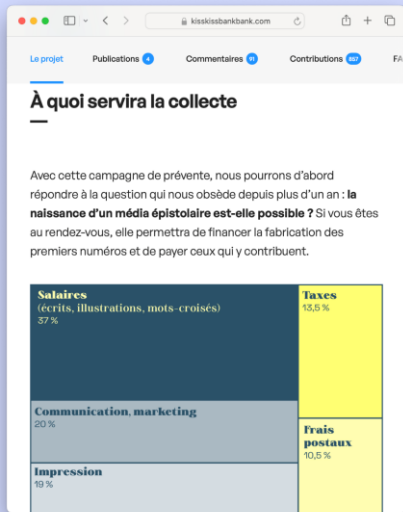 kisskissbankbank.com
Le projet
Publications 4
Commentaires 91
Contributions 857
FA
À quoi servira la collecte
Avec cette campagne de prévente, nous pourrons d'abord
répondre à la question qui nous obsède depuis plus d'un an : la
naissance d'un média épistolaire est-elle possible ? Si vous êtes
au rendez-vous, elle permettra de financer la fabrication des
premiers numéros et de payer ceux qui y contribuent.
Salaires
(écrits, illustrations, mots-croisés)
37 %
Taxes
13,5 %
Communication, marketing
20 %
Frais
postaux
10,5 %
Impression
19 %